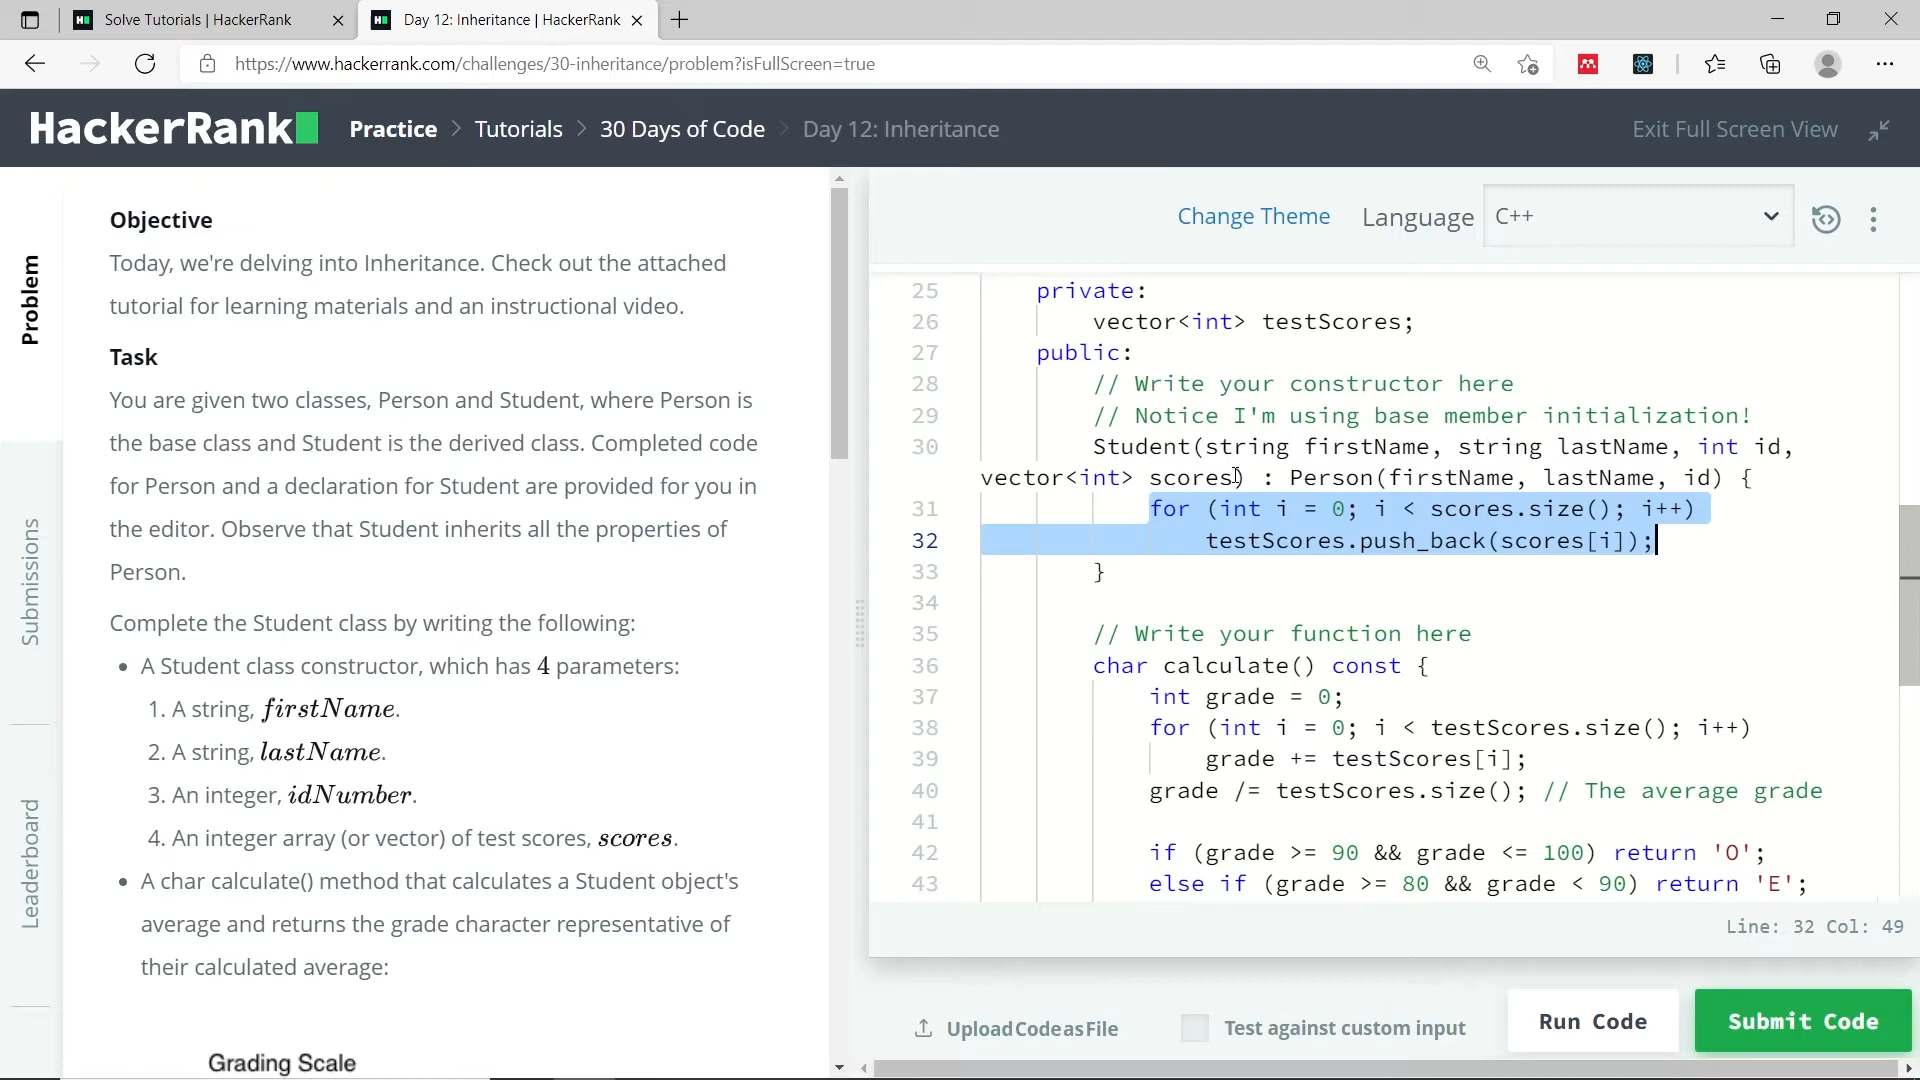 Solve Tutorials | HackerRank
Day 12: Inheritance | HackerRank
https://www.hackerrank.com/challenges/30-inheritance/problem?isFullScreen=true
HackerRank
Practice > Tutorials > 30 Days of Code > Day 12: Inheritance
Exit Full Screen View
Problem
Submissions
Leaderboard
Objective
Today, we're delving into Inheritance. Check out the attached
tutorial for learning materials and an instructional video.
Task
You are given two classes, Person and Student, where Person is
the base class and Student is the derived class. Completed code
for Person and a declaration for Student are provided for you in
the editor. Observe that Student inherits all the properties of
Person.
Complete the Student class by writing the following:
• A Student class constructor, which has 4 parameters:
1. A string, firstName.
2. A string, lastName.
3. An integer, idNumber.
4. An integer array (or vector) of test scores, scores.
• A char calculate() method that calculates a Student object's
average and returns the grade character representative of
their calculated average:
Grading Scale
Change Theme
Language
C++
25 private:
26 vector<int> testScores;
27 public:
28 // Write your constructor here
29 // Notice I'm using base member initialization!
30 Student(string firstName, string lastName, int id,
vector<int> scores) : Person(firstName, lastName, id) {
31 for (int i = 0; i < scores.size(); i++)
32 testScores.push_back(scores[i]);
33 }
34
35 // Write your function here
36 char calculate() const {
37 int grade = 0;
38 for (int i = 0; i < testScores.size(); i++)
39 grade += testScores[i];
40 grade /= testScores.size(); // The average grade
41
42 if (grade >= 90 && grade <= 100) return 'O';
43 else if (grade >= 80 && grade < 90) return 'E';
Line: 32 Col: 49
Upload Code as File
Test against custom input
Run Code
Submit Code